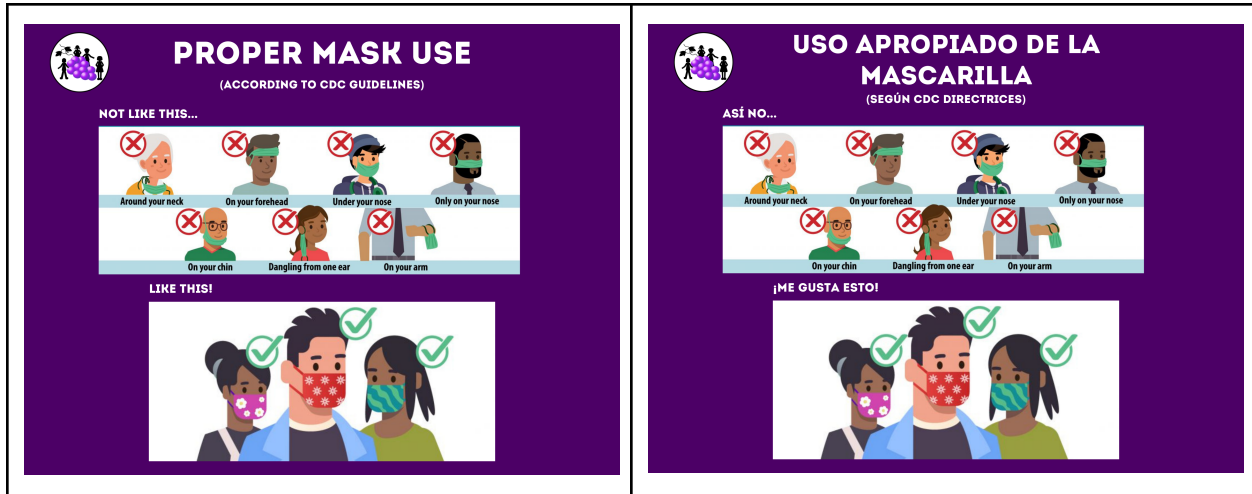 PROPER MASK USE
(ACCORDING TO CDC GUIDELINES)
NOT LIKE THIS...
Around your neck
On your forehead
Under your nose
Only on your nose
On your chin
Dangling from one ear
On your arm
LIKE THIS!
USO APROPIADO DE LA
MASCARILLA
(SEGÚN CDC DIRECTRICES)
ASÍ NO...
Around your neck
On your forehead
Under your nose
Only on your nose
On your chin
Dangling from one ear
On your arm
¡ME GUSTA ESTO!